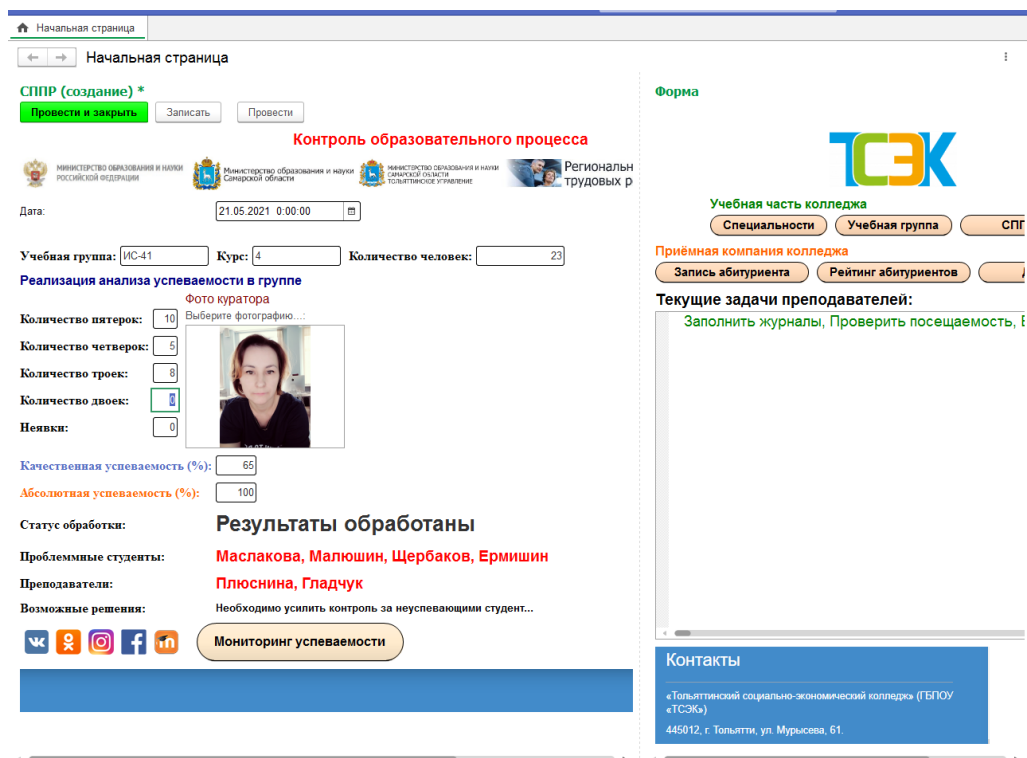 Начальная страница
Начальная страница
СППР (создание) *
Провести и закрыть Записать Провести
Контроль образовательного процесса
МИНИСТЕРСТВО ОБРАЗОВАНИЯ И НАУКИ
РОССИЙСКОЙ ФЕДЕРАЦИИ
Министерство образования и науки
Самарской области
МИНИСТЕРСТВО ОБРАЗОВАНИЯ И НАУКИ
САМАРСКОЙ ОБЛАСТИ
ТОЛЬЯТТИНСКОЕ УПРАВЛЕНИЕ
Региональн
трудовых р
Дата: 21.05.2021 0:00:00
Учебная группа: ИС-41 Курс: 4 Количество человек: 23
Реализация анализа успеваемости в группе
Фото куратора
Выберите фотографию...:
Количество пятерок: 10
Количество четверок: 5
Количество троек: 8
Количество двоек: 0
Неявки: 0
Качественная успеваемость (%): 65
Абсолютная успеваемость (%): 100
Статус обработки: Результаты обработаны
Проблеммные студенты: Маслакова, Малюшин, Щербаков, Ермишин
Преподаватели: Плюснина, Гладчук
Возможные решения: Необходимо усилить контроль за неуспевающими студент...
Мониторинг успеваемости
Форма
ТСЭК
Учебная часть колледжа
Специальности Учебная группа
Приёмная компания колледжа
Запись абитуриента Рейтинг абитуриентов
Текущие задачи преподавателей:
Заполнить журналы, Проверить посещаемость,
Контакты
«Тольяттинский социально-экономический колледж» (ГБПОУ
«ТСЭК»)
445012, г. Тольятти, ул. Мурысева, 61.